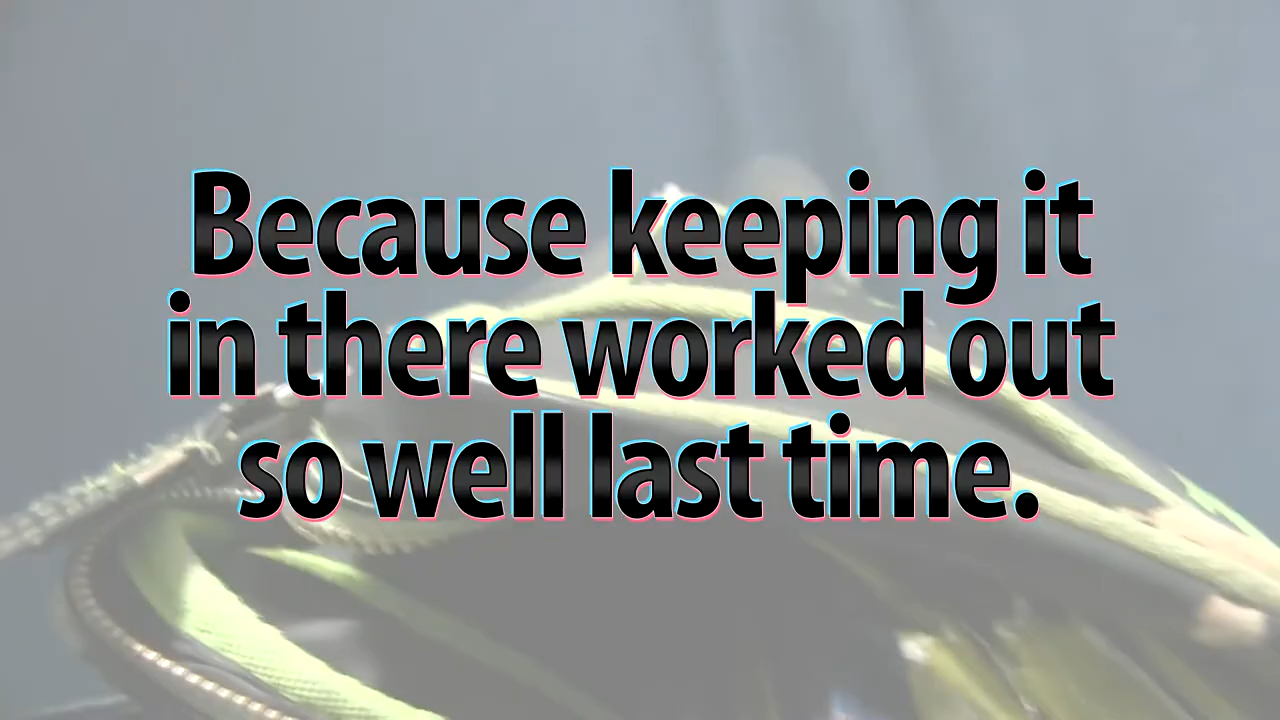 Because keeping it
in there worked out
so well last time.